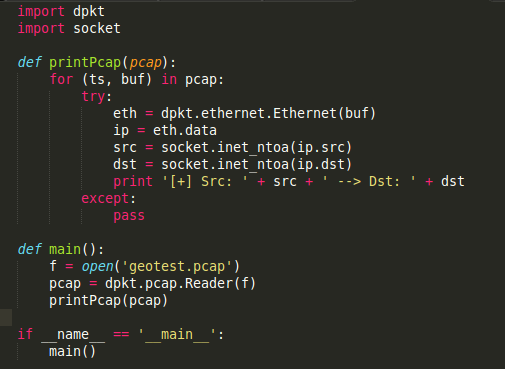 import dpkt
import socket

def printPcap(pcap):
    for (ts, buf) in pcap:
        try:
            eth = dpkt.ethernet.Ethernet(buf)
            ip = eth.data
            src = socket.inet_ntoa(ip.src)
            dst = socket.inet_ntoa(ip.dst)
            print '[+] Src: ' + src + ' --> Dst: ' + dst
        except:
            pass

def main():
    f = open('geotest.pcap')
    pcap = dpkt.pcap.Reader(f)
    printPcap(pcap)

if __name__ == '__main__':
    main()